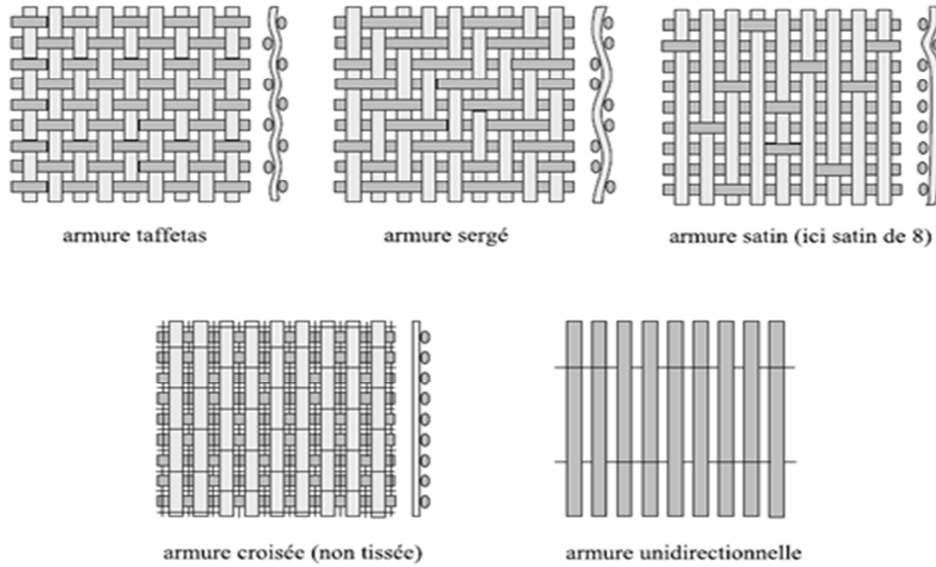 armure taffetas
armure sergé
armure satin (ici satin de 8)
armure croisée (non tissée)
armure unidirectionnelle